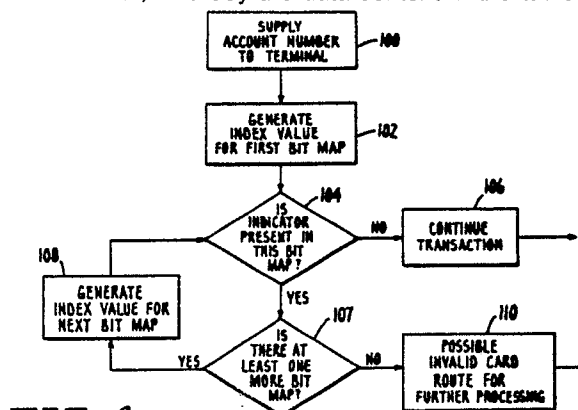 SUPPLY
ACCOUNT NUMBER
TO TERMINAL
100
GENERATE
INDEX VALUE
FOR FIRST BIT MAP
102
104
IS
INDICATOR
PRESENT IN
THIS BIT
MAP?
NO
106
CONTINUE
TRANSACTION
YES
108
GENERATE
INDEX VALUE FOR
NEXT BIT MAP
107
IS
THERE AT
LEAST ONE
MORE BIT
MAP?
YES
NO
110
POSSIBLE
INVALID CARD
ROUTE FOR
FURTHER PROCESSING